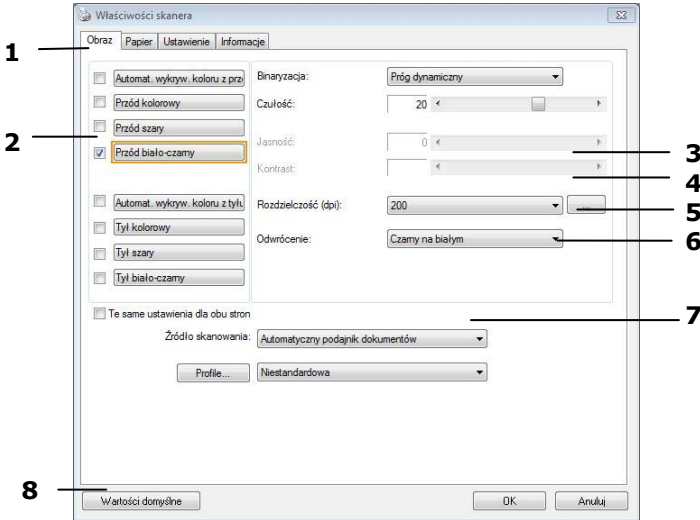 Właściwości skanera
Obraz Papier Ustawienie Informacje
1
Automat. wykryw. koloru z prz
Binaryzacja: Próg dynamiczny
Przód kolorowy
Czułość: 20
Przód szary
2
Jasność: 0
3
Przód biało-czarny
Kontrast:
4
Automat. wykryw. koloru z tyłu
Rozdzielczość (dpi): 200 ...
5
Tył kolorowy
Odwrócenie: Czarny na białym
6
Tył szary
Tył biało-czarny
Te same ustawienia dla obu stron
7
Źródło skanowania: Automatyczny podajnik dokumentów
Profile... Niestandardowa
8
Wartości domyślne OK Anuluj